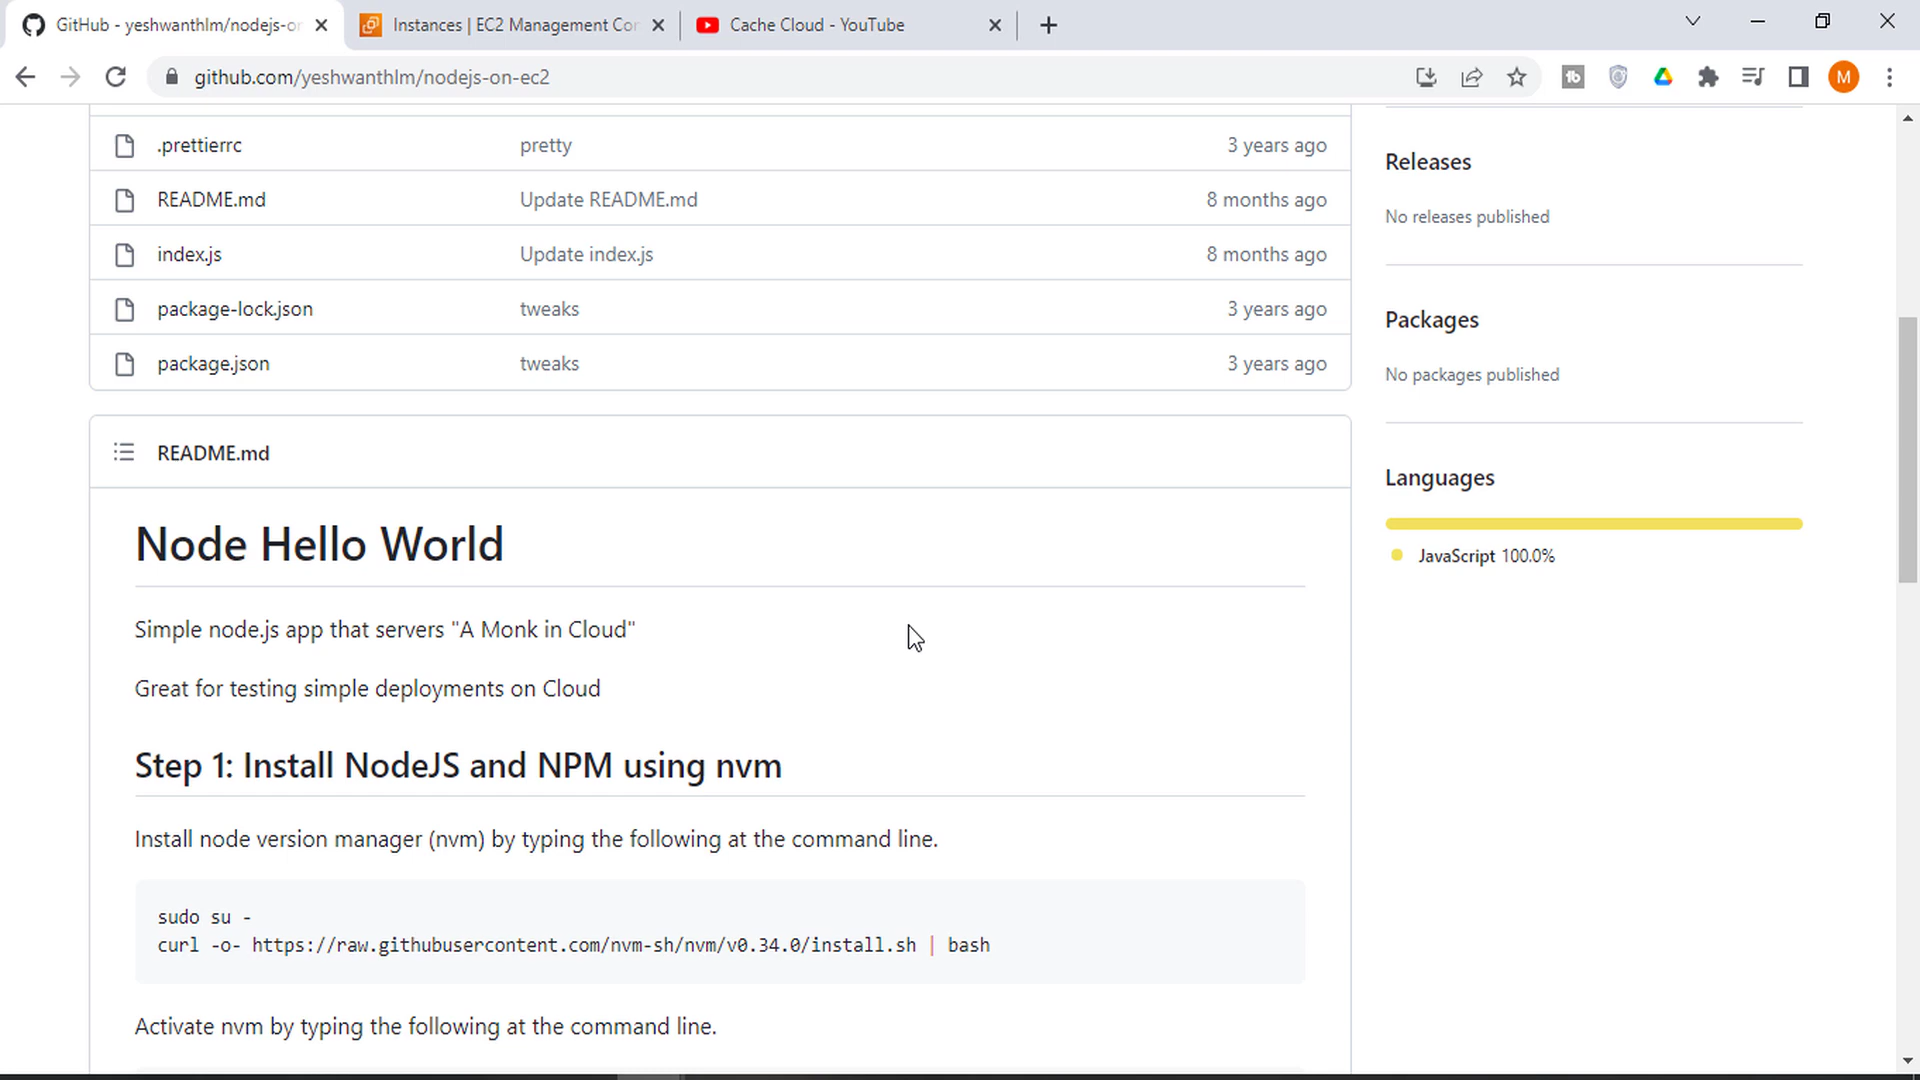 GitHub - yeshwanthlm/nodejs-o
Instances | EC2 Management Co
Cache Cloud - YouTube
github.com/yeshwanthlm/nodejs-on-ec2
M
.prettierrc
pretty
3 years ago
README.md
Update README.md
8 months ago
index.js
Update index.js
8 months ago
package-lock.json
tweaks
3 years ago
package.json
tweaks
3 years ago
README.md
Node Hello World
Simple node.js app that servers "A Monk in Cloud"
Great for testing simple deployments on Cloud
Step 1: Install NodeJS and NPM using nvm
Install node version manager (nvm) by typing the following at the command line.
sudo su -
curl -o- https://raw.githubusercontent.com/nvm-sh/nvm/v0.34.0/install.sh | bash
Activate nvm by typing the following at the command line.
Releases
No releases published
Packages
No packages published
Languages
JavaScript 100.0%